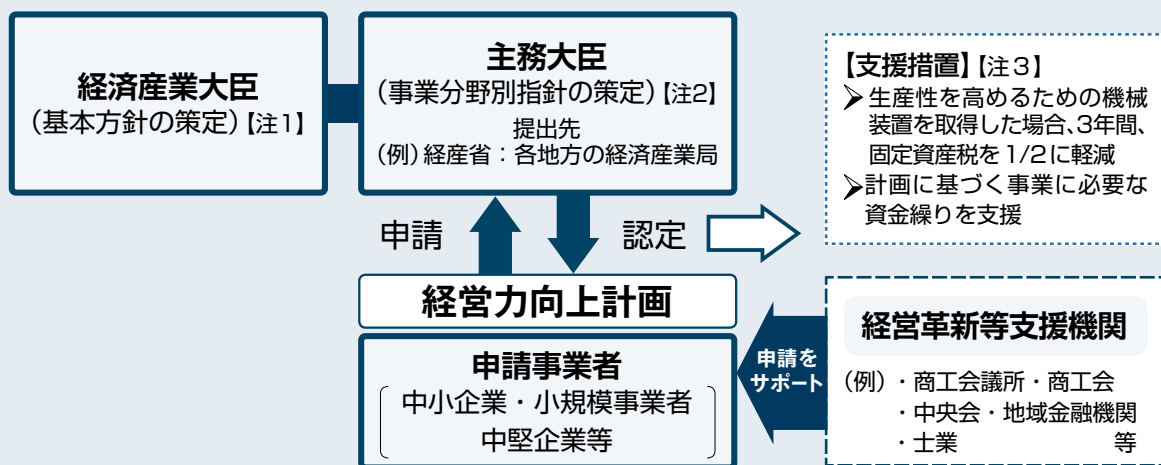 経済産業大臣
(基本方針の策定)【注1】
主務大臣
(事業分野別指針の策定)【注2】
提出先
(例)経産省：各地方の経済産業局
【支援措置】【注3】
➢生産性を高めるための機械
装置を取得した場合、3年間、
固定資産税を1/2に軽減
➢計画に基づく事業に必要な
資金繰りを支援
申請
認定
経営力向上計画
申請事業者
中小企業・小規模事業者
中堅企業等
申請を
サポート
経営革新等支援機関
(例)・商工会議所・商工会
・中央会・地域金融機関
・士業 等